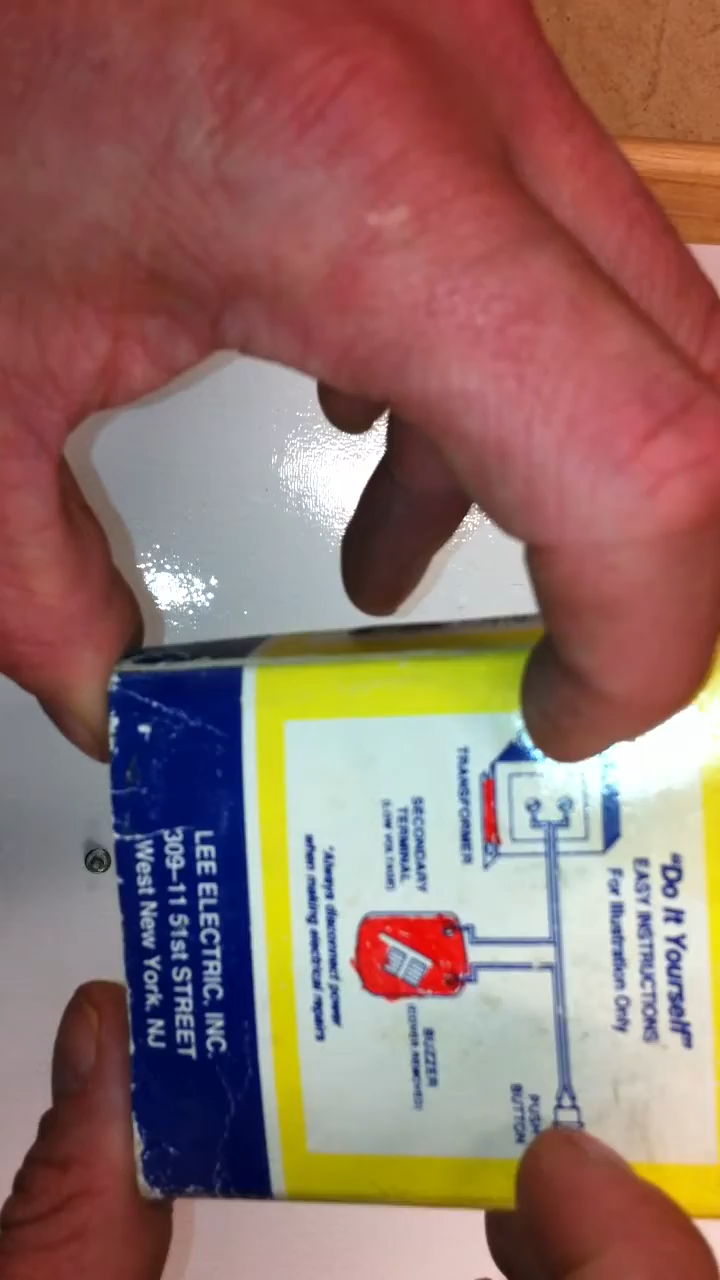 "Do It Yourself"
EASY INSTRUCTIONS
For Illustration Only
TRANSFORMER
PUSH
BUTTON
SECONDARY
TERMINAL
(LOW VOLTAGE)
BUZZER
(COVER REMOVED)
"Always disconnect power
when making electrical repairs
LEE ELECTRIC, INC.
309-11 51st STREET
West New York, NJ